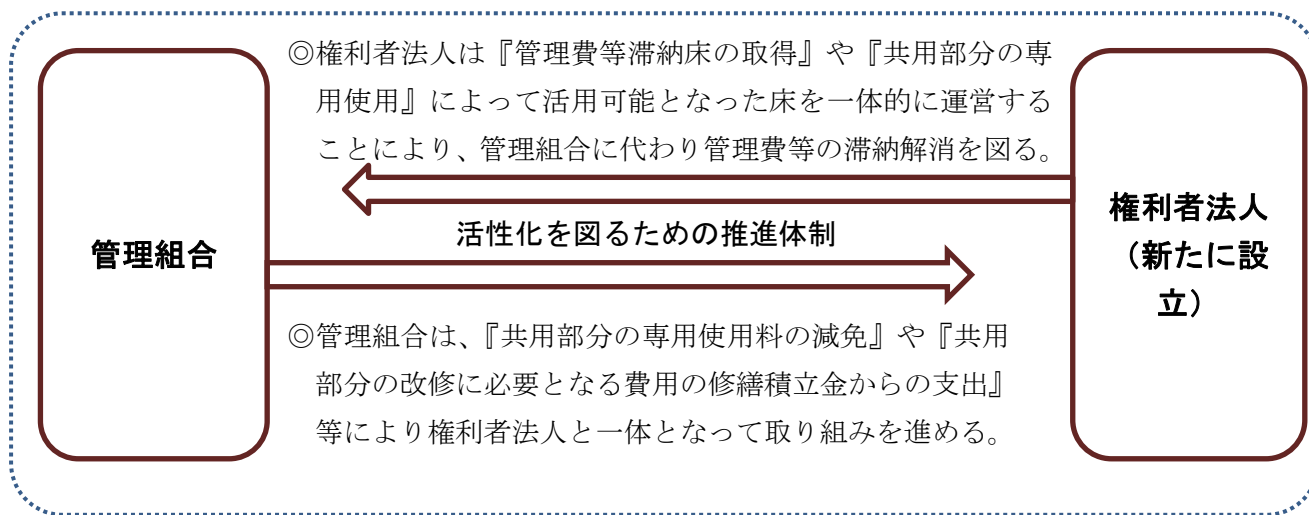 ◎権利者法人は『管理費等滞納床の取得』や『共用部分の専
用使用』によって活用可能となった床を一体的に運営する
ことにより、管理組合に代わり管理費等の滞納解消を図る。
管理組合
活性化を図るための推進体制
権利者法人
（新たに設
立）
◎管理組合は、『共用部分の専用使用料の減免』や『共用
部分の改修に必要となる費用の修繕積立金からの支出』
等により権利者法人と一体となって取り組みを進める。